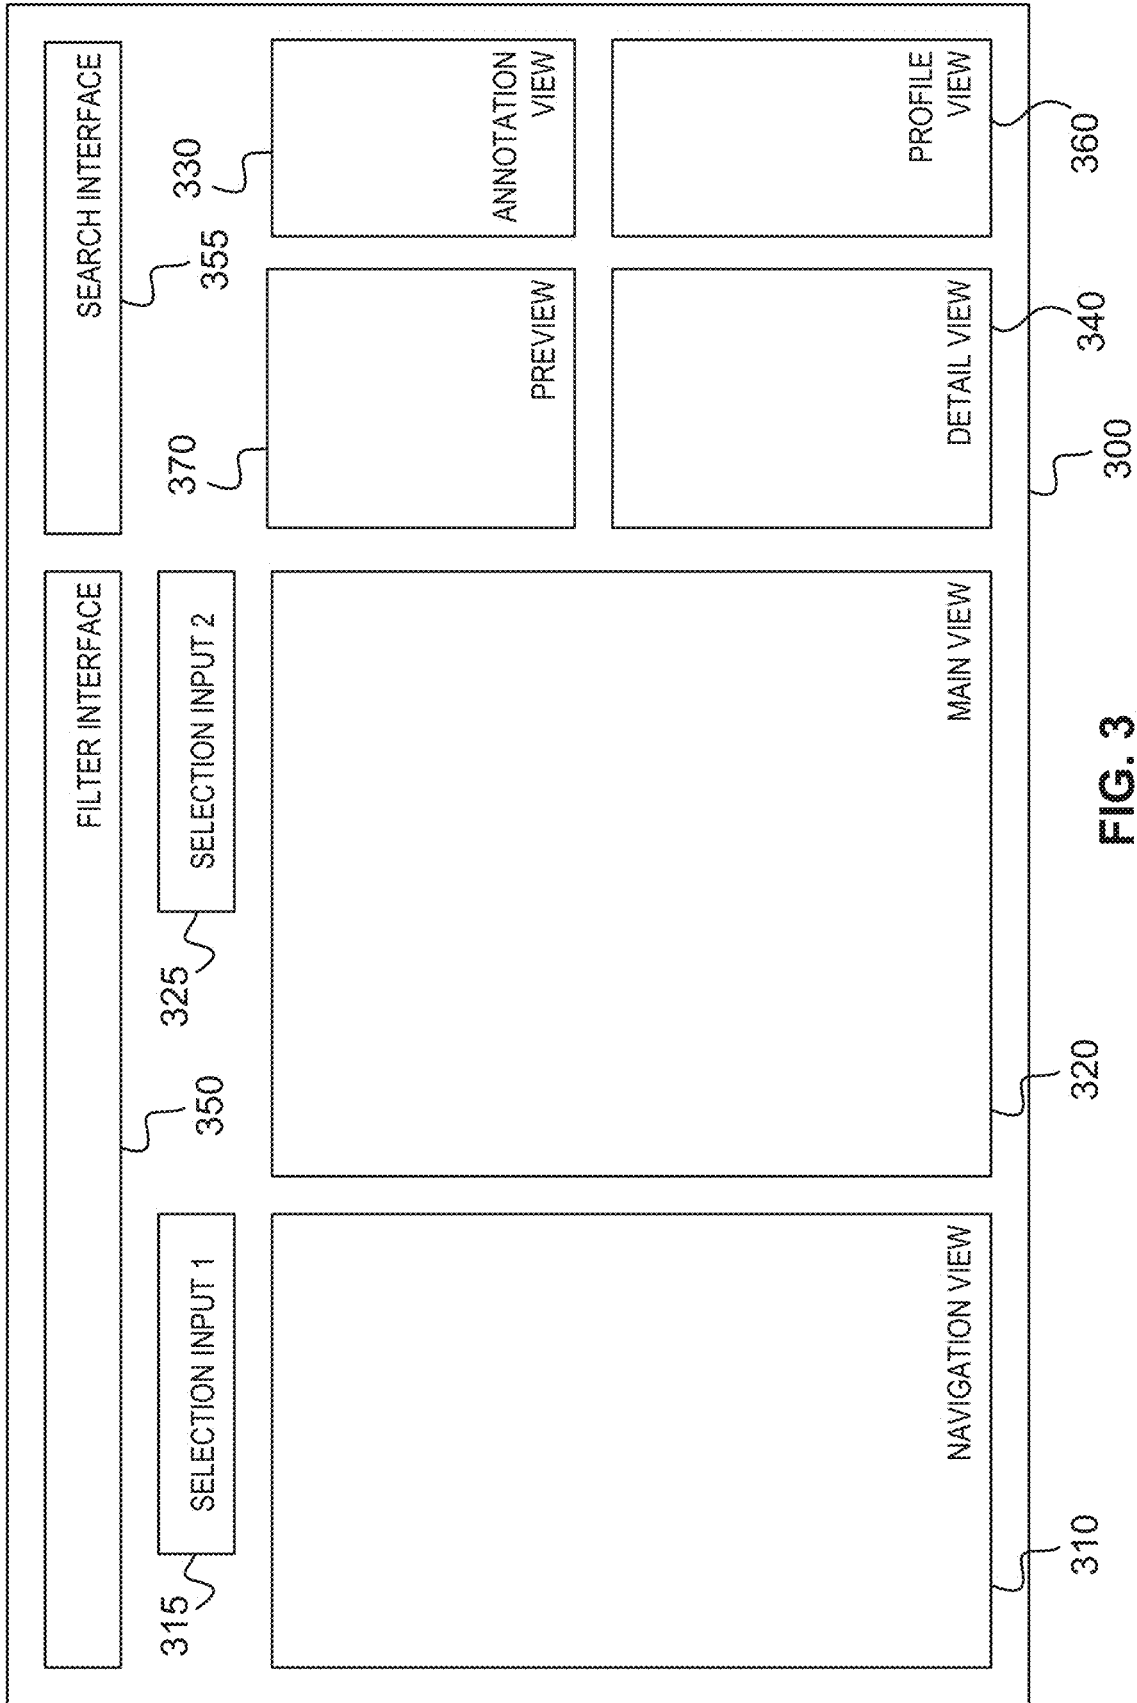 FILTER INTERFACE
SEARCH INTERFACE
350
355
315
SELECTION INPUT 1
325
SELECTION INPUT 2
370
330
PREVIEW
ANNOTATION
VIEW
NAVIGATION VIEW
MAIN VIEW
DETAIL VIEW
PROFILE
VIEW
310
320
340
360
300
FIG. 3